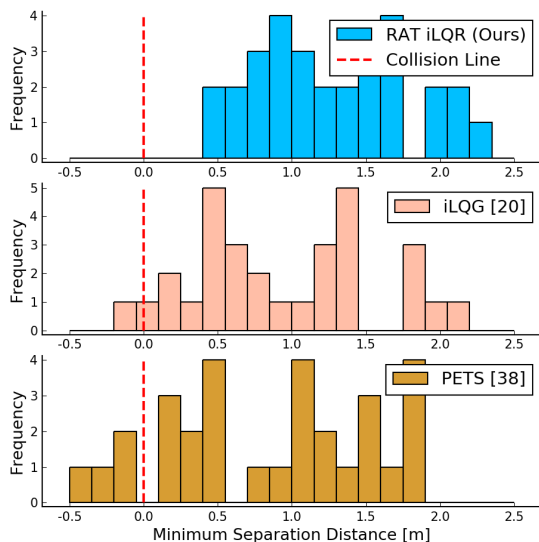 4
3
2
1
0
Frequency
RAT iLQR (Ours)
Collision Line
-0.5 0.0 0.5 1.0 1.5 2.0 2.5
5
4
3
2
1
0
Frequency
iLQG [20]
-0.5 0.0 0.5 1.0 1.5 2.0 2.5
4
3
2
1
0
Frequency
PETS [38]
-0.5 0.0 0.5 1.0 1.5 2.0 2.5
Minimum Separation Distance [m]